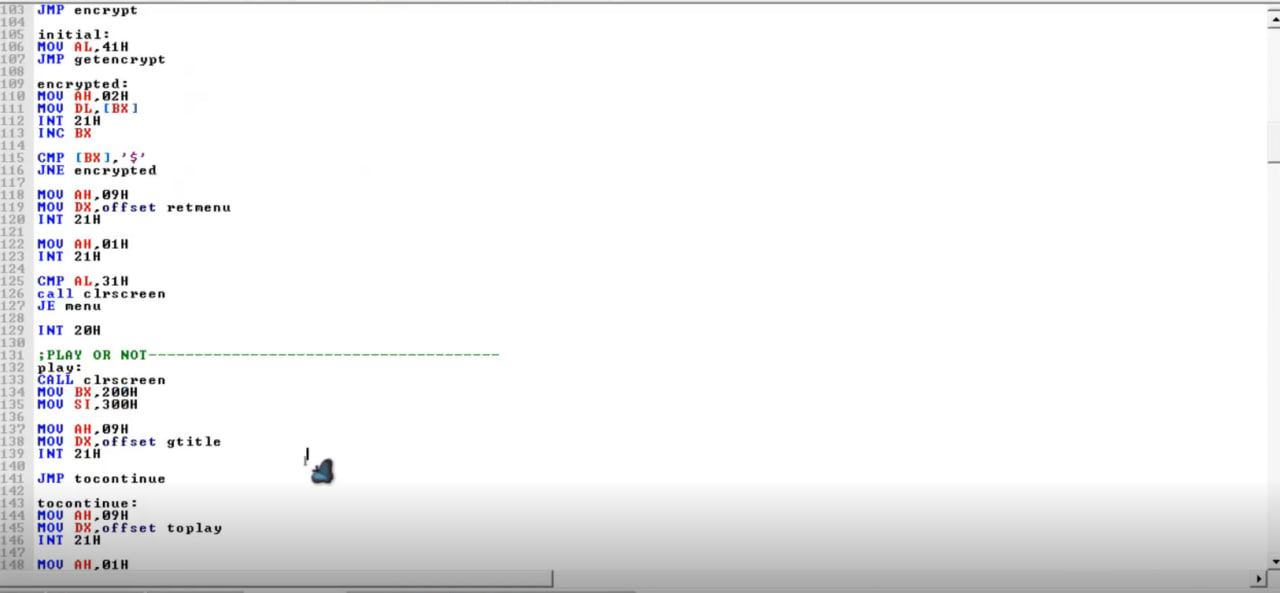 103 JMP encrypt
104
105 initial:
106 MOV AL,41H
107 JMP getencrypt
108
109 encrypted:
110 MOV AH,02H
111 MOV DL,[BX]
112 INT 21H
113 INC BX
114
115 CMP [BX],'$'
116 JNE encrypted
117
118 MOV AH,09H
119 MOV DX,offset retmenu
120 INT 21H
121
122 MOV AH,01H
123 INT 21H
124
125 CMP AL,31H
126 call clrscreen
127 JE menu
128
129 INT 20H
130
131 ;PLAY OR NOT--------------------------------------
132 play:
133 CALL clrscreen
134 MOV BX,200H
135 MOV SI,300H
136
137 MOV AH,09H
138 MOV DX,offset gtitle
139 INT 21H
140
141 JMP tocontinue
142
143 tocontinue:
144 MOV AH,09H
145 MOV DX,offset toplay
146 INT 21H
147
148 MOV AH,01H